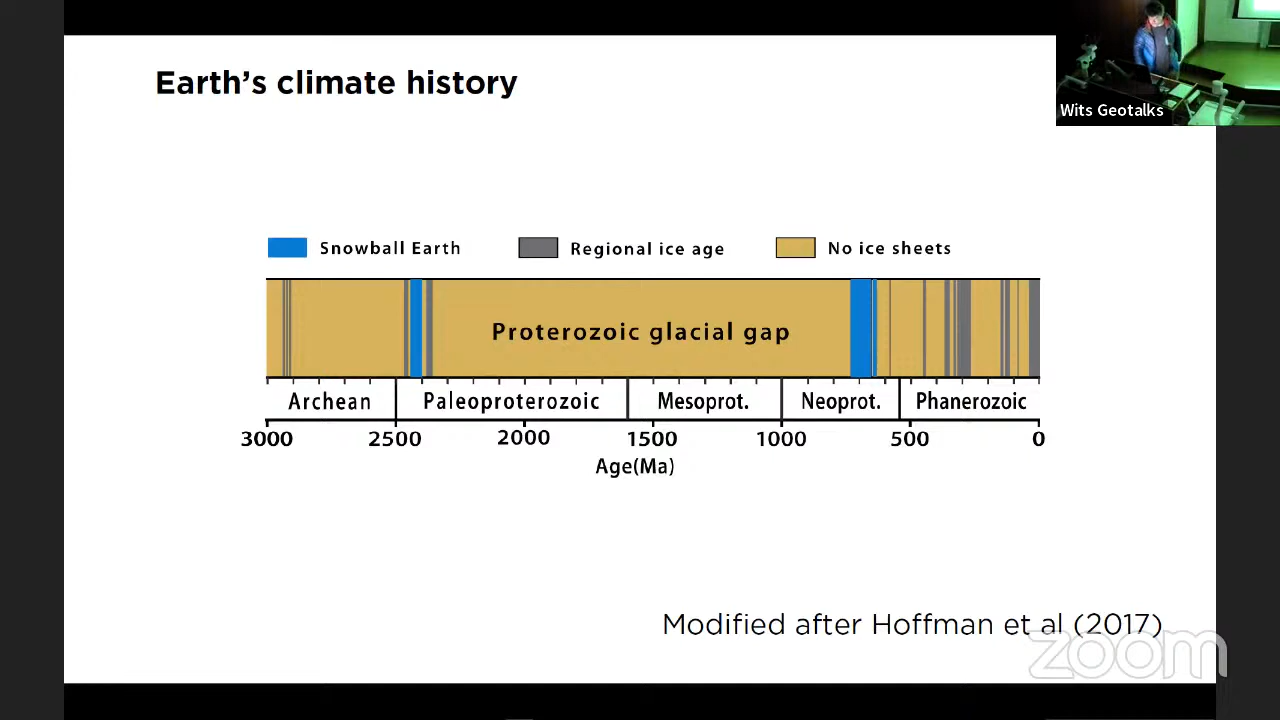 Earth's climate history
Wits Geotalks
Snowball Earth Regional ice age No ice sheets
Proterozoic glacial gap
Archean Paleoproterozoic Mesoprot. Neoprot. Phanerozoic
3000 2500 2000 1500 1000 500 0
Age(Ma)
Modified after Hoffman et al (2017)
zoom